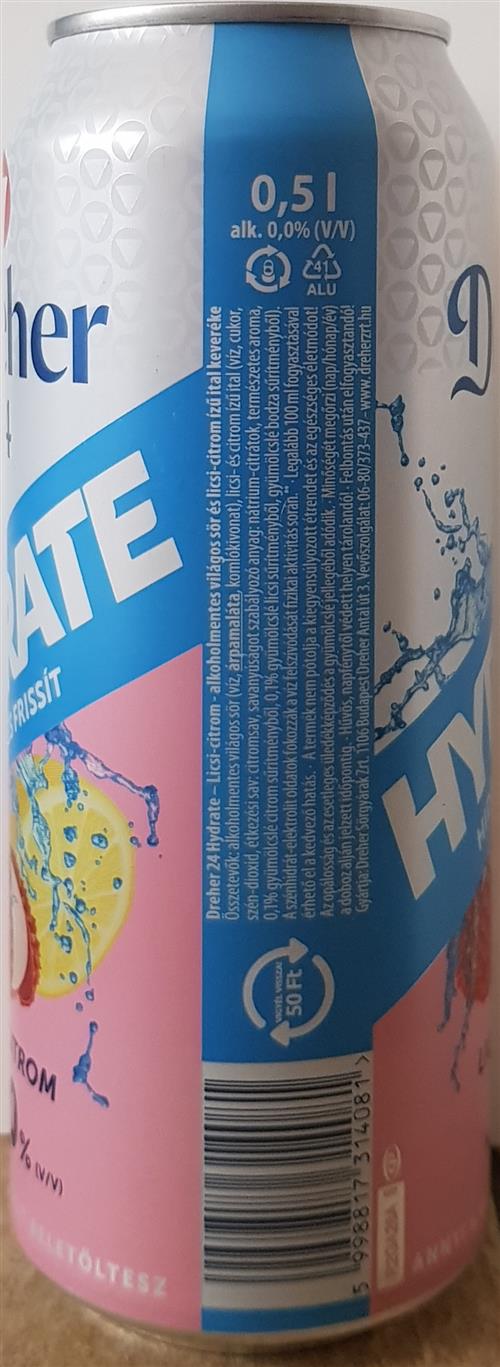 0,5 l
alk. 0,0% (V/V)
41
ALU
her
RATE
FRISSÍT
TROM
% (V/V)
D
HY
Dreher 24 Hydrate – Licsi-citrom - alkoholmentes világos sör és licsi-citrom ízű ital keveréke
Összetevők: alkoholmentes világos sör (víz, árpamaláta, komlókivonat), licsi- és citrom ízű ital (víz, cukor,
szén-dioxid, étkezési sav: citromsav, savanyúságot szabályozó anyag: nátrium-citrátok, természetes aroma,
0,1% gyümölcslé citrom sűrítményből, 0,1% gyümölcslé licsi sűrítményből, gyümölcslé bodza sűrítményből).
A szénhidrát-elektrolit oldatok fokozzák a víz felszívódását fizikai aktivitás során. Legalább 100 ml fogyasztásával
érhető el a kedvező hatás. A termék nem pótolja a kiegyensúlyozott étrendet és az egészséges életmódot!
Az opálosság és az esetleges üledékképződés a gyümölcslé jellegéből adódik. Minőségét megőrzi (nap/hónap/év)
a doboz alján jelzett időpontig. Hűvös, napfénytől védett helyen tárolandó! Felbontás után elfogyasztandó!
Gyártja: Dreher Sörgyárak Zrt. 1106 Budapest Dreher Antal út 3. Vevőszolgálat: 06-80/373-437 – www.dreherzrt.hu
50 Ft
5 998817 314081 >